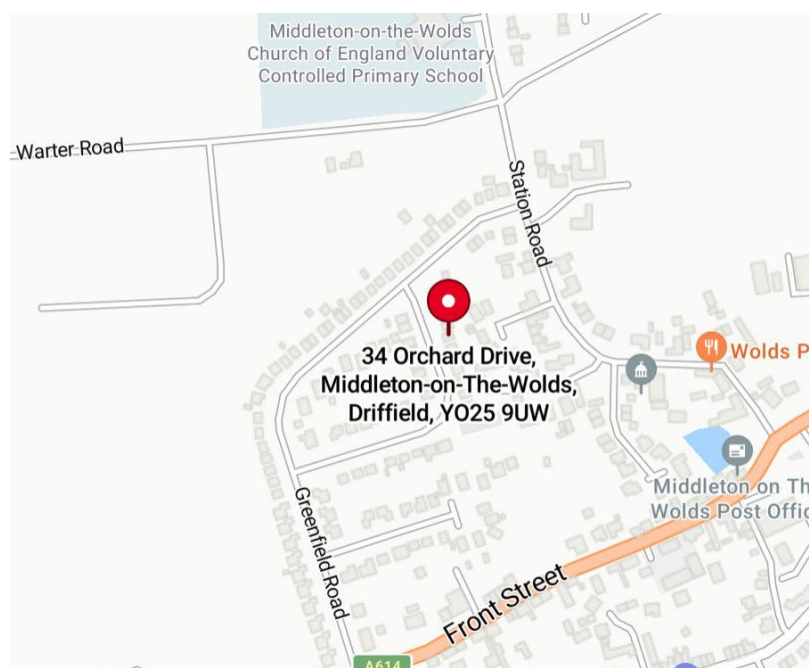 Middleton-on-the-Wolds
Church of England Voluntary
Controlled Primary School
Warter Road
Station Road
34 Orchard Drive,
Middleton-on-The-Wolds,
Driffield, YO25 9UW
Wolds P
Middleton on Th
Wolds Post Offic
Greenfield Road
Front Street
A614